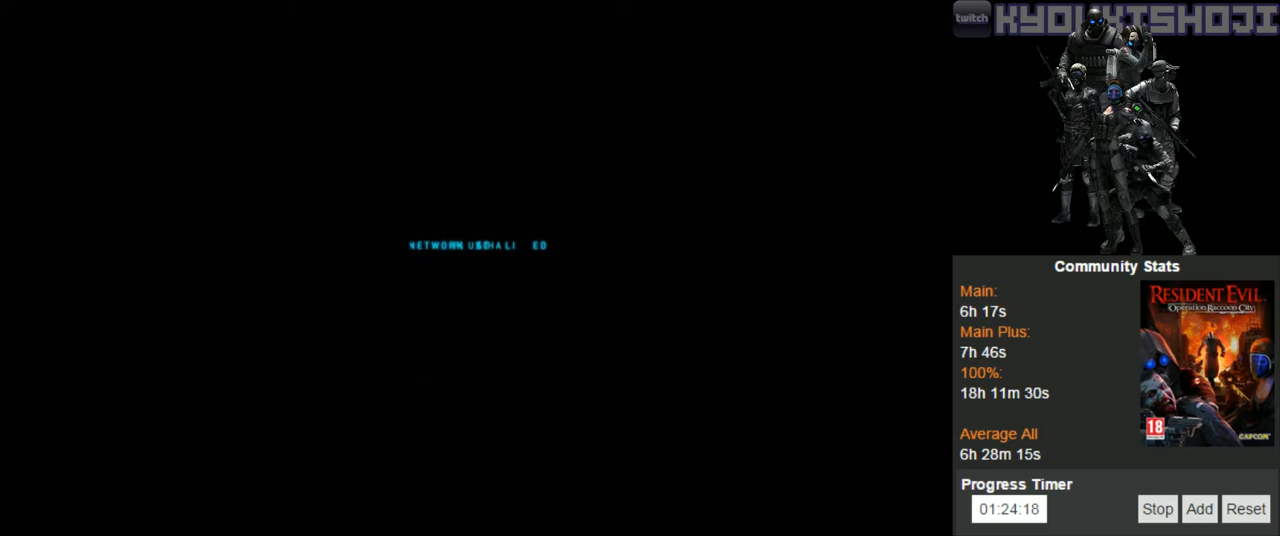 twitch
KYOUKISHOJI
NETWOR
Community Stats
Main:
6h 17s
Main Plus:
7h 46s
100%:
18h 11m 30s
Average All
6h 28m 15s
RESIDENT EVIL
Operation Raccoon City
18
CAPCOM
Progress Timer
01:24:18
Stop
Add
Reset